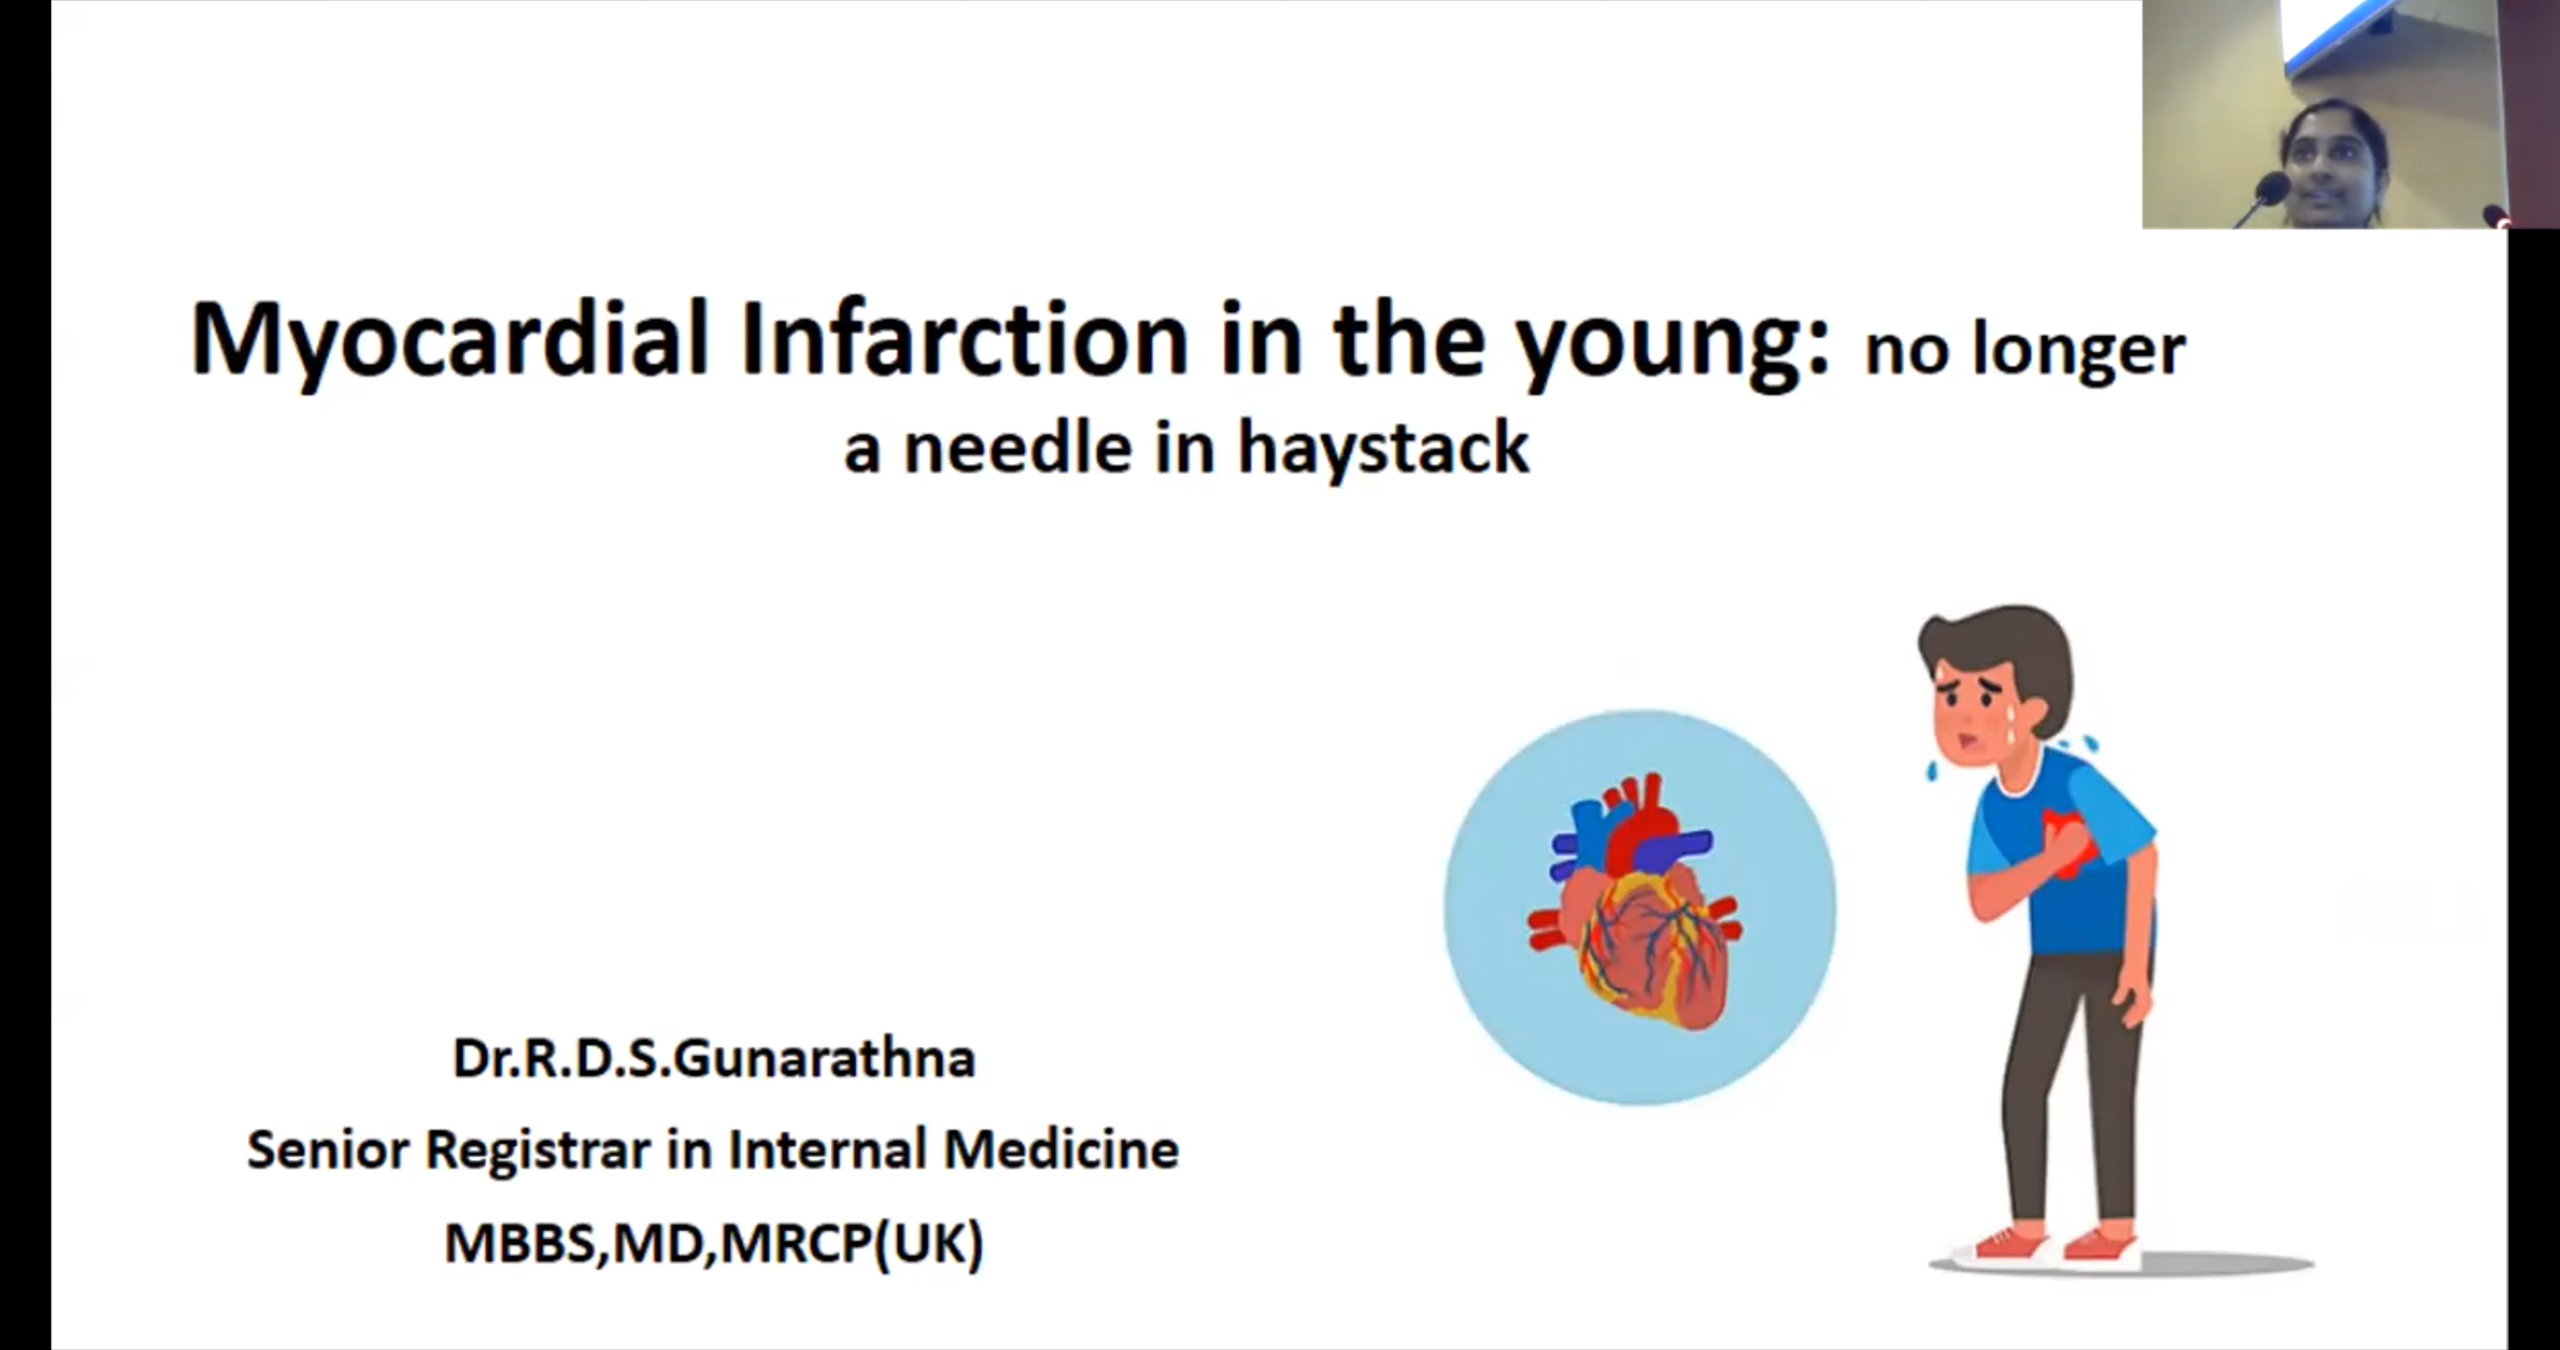 Myocardial Infarction in the young: no longer
a needle in haystack
Dr.R.D.S.Gunarathna
Senior Registrar in Internal Medicine
MBBS,MD,MRCP(UK)